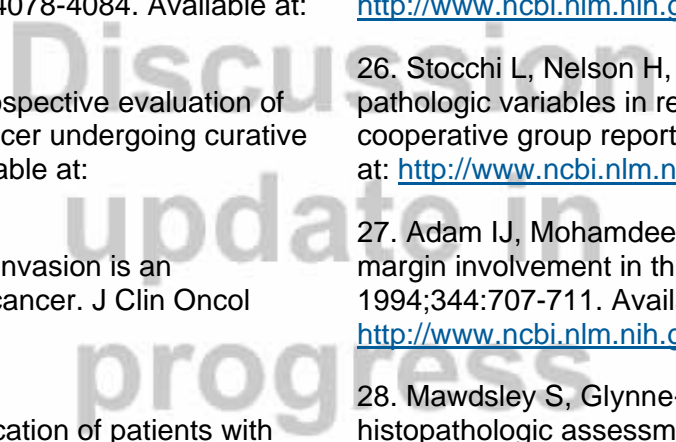 4078-4084. Available at:
ospective evaluation of
cer undergoing curative
able at:
invasion is an
cancer. J Clin Oncol
cation of patients with
http://www.ncbi.nlm.nih.g
26. Stocchi L, Nelson H,
pathologic variables in re
cooperative group report
at: http://www.ncbi.nlm.n
27. Adam IJ, Mohamdee
margin involvement in th
1994;344:707-711. Avail
http://www.ncbi.nlm.nih.g
28. Mawdsley S, Glynne-
histopathologic assessm
Discussion
update in
progress